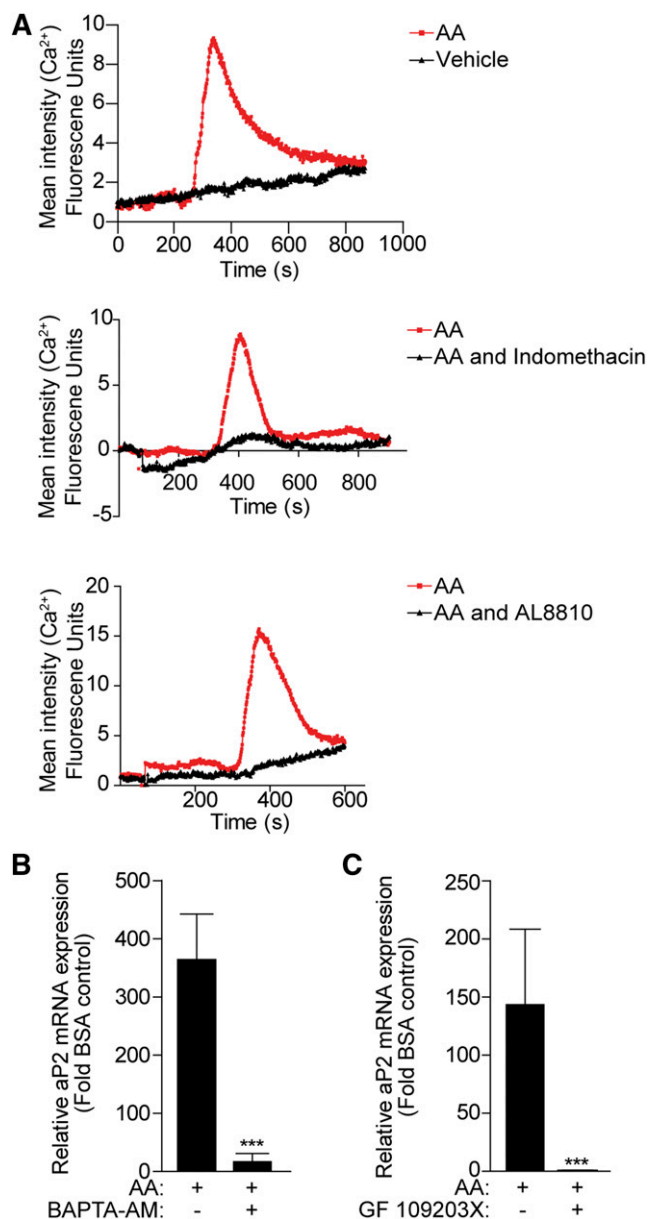 A
Mean intensity (Ca²⁺)
Fluorescene Units
10
8
6
4
2
0
0 200 400 600 800 1000
Time (s)
AA
Vehicle
Mean intensity (Ca²⁺)
Fluorescene Units
10
5
0
-5
200 400 600 800
Time (s)
AA
AA and Indomethacin
Mean intensity (Ca²⁺)
Fluorescene Units
20
15
10
5
0
200 400 600
Time (s)
AA
AA and AL8810
B
Relative aP2 mRNA expression
(Fold BSA control)
500
400
300
200
100
0
***
AA: + +
BAPTA-AM: - +
C
Relative aP2 mRNA expression
(Fold BSA control)
250
200
150
100
50
0
***
AA: + +
GF 109203X: - +